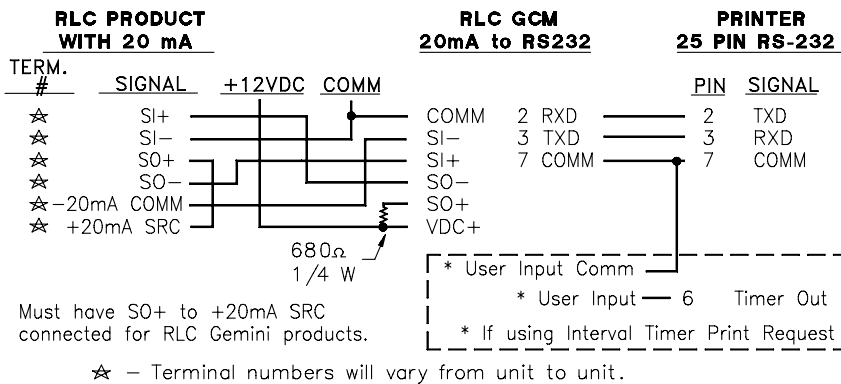 RLC PRODUCT RLC GCM PRINTER
WITH 20 mA 20mA to RS232 25 PIN RS-232
TERM.
# SIGNAL +12VDC COMM PIN SIGNAL
☆ SI+ COMM 2 RXD 2 TXD
☆ SI- SI- 3 TXD 3 RXD
☆ SO+ SI+ 7 COMM 7 COMM
☆ SO- SO-
☆ -20mA COMM SO+
☆ +20mA SRC VDC+
680Ω
1/4 W
* User Input Comm
* User Input 6 Timer Out
* If using Interval Timer Print Request
Must have SO+ to +20mA SRC
connected for RLC Gemini products.
☆ - Terminal numbers will vary from unit to unit.